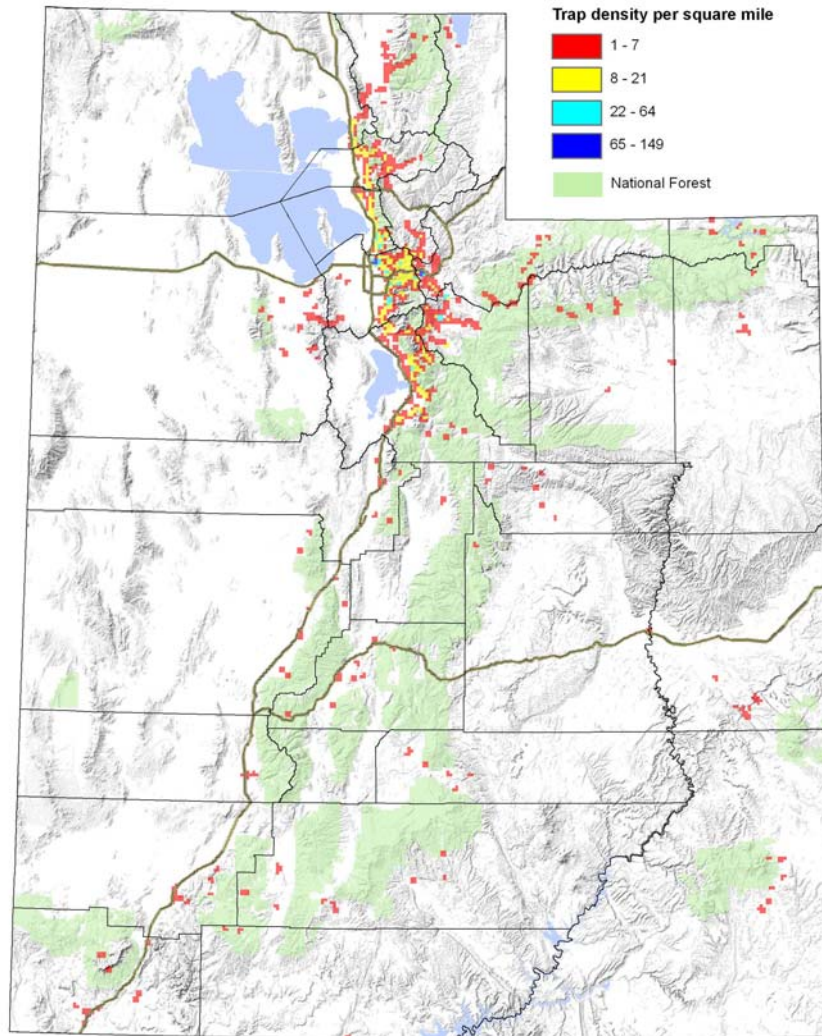 Trap density per square mile
1 - 7
8 - 21
22 - 64
65 - 149
National Forest